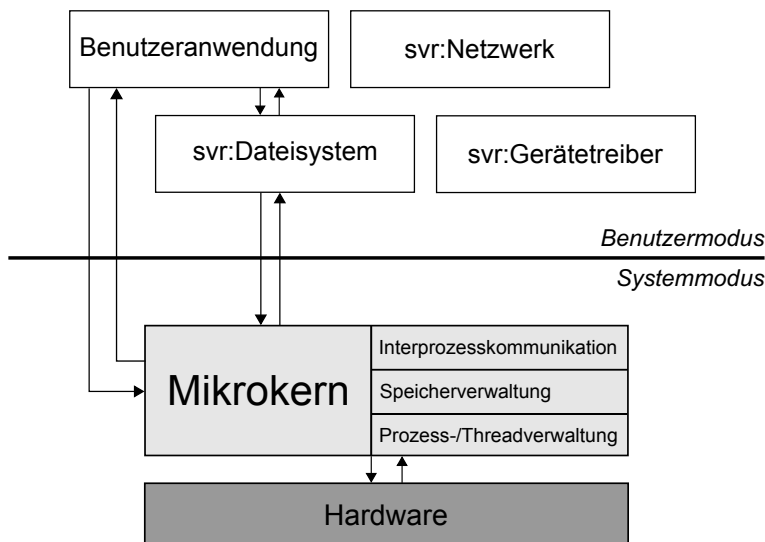 Benutzeranwendung
svr:Netzwerk
svr:Dateisystem
svr:Gerätetreiber
Benutzermodus
Systemmodus
Mikrokern
Interprozesskommunikation
Speicherverwaltung
Prozess-/Threadverwaltung
Hardware